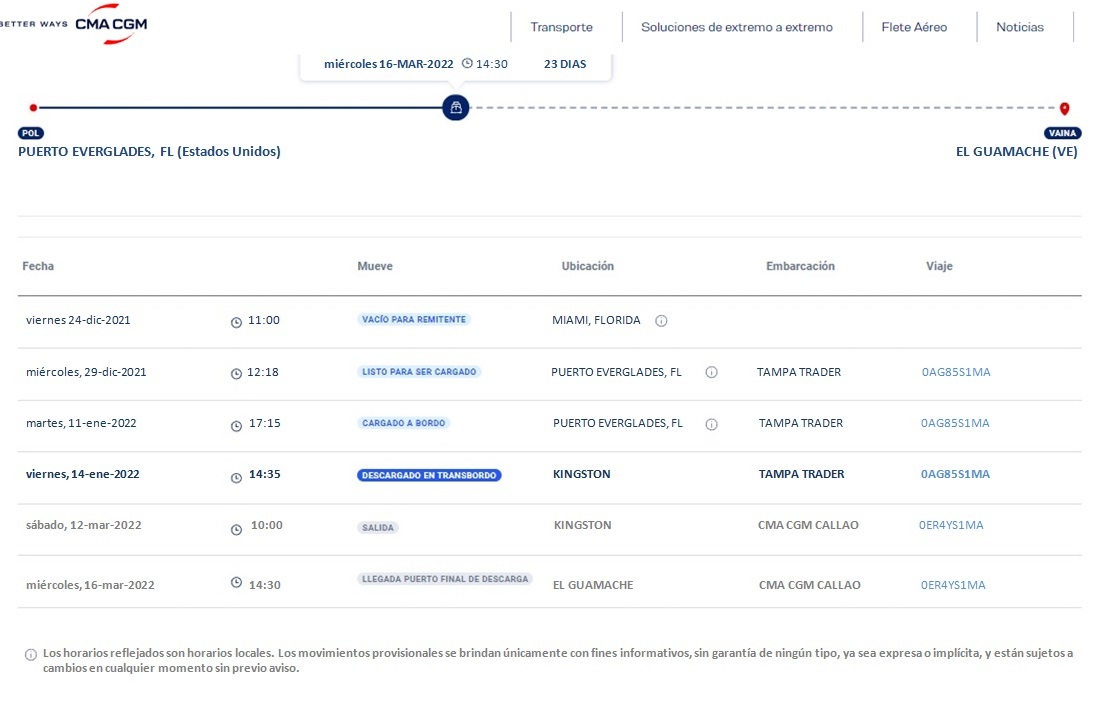 BETTER WAYS CMA CGM
Transporte Soluciones de extremo a extremo Flete Aéreo Noticias
miércoles 16-MAR-2022 14:30 23 DIAS
POL VAINA
PUERTO EVERGLADES, FL (Estados Unidos) EL GUAMACHE (VE)
Fecha Mueve Ubicación Embarcación Viaje
viernes 24-dic-2021 11:00 VACÍO PARA REMITENTE MIAMI, FLORIDA
miércoles, 29-dic-2021 12:18 LISTO PARA SER CARGADO PUERTO EVERGLADES, FL TAMPA TRADER 0AG85S1MA
martes, 11-ene-2022 17:15 CARGADO A BORDO PUERTO EVERGLADES, FL TAMPA TRADER 0AG85S1MA
viernes, 14-ene-2022 14:35 DESCARGADO EN TRANSBORDO KINGSTON TAMPA TRADER 0AG85S1MA
sábado, 12-mar-2022 10:00 SALIDA KINGSTON CMA CGM CALLAO 0ER4YS1MA
miércoles, 16-mar-2022 14:30 LLEGADA PUERTO FINAL DE DESCARGA EL GUAMACHE CMA CGM CALLAO 0ER4YS1MA
Los horarios reflejados son horarios locales. Los movimientos provisionales se brindan únicamente con fines informativos, sin garantía de ningún tipo, ya sea expresa o implícita, y están sujetos a
cambios en cualquier momento sin previo aviso.